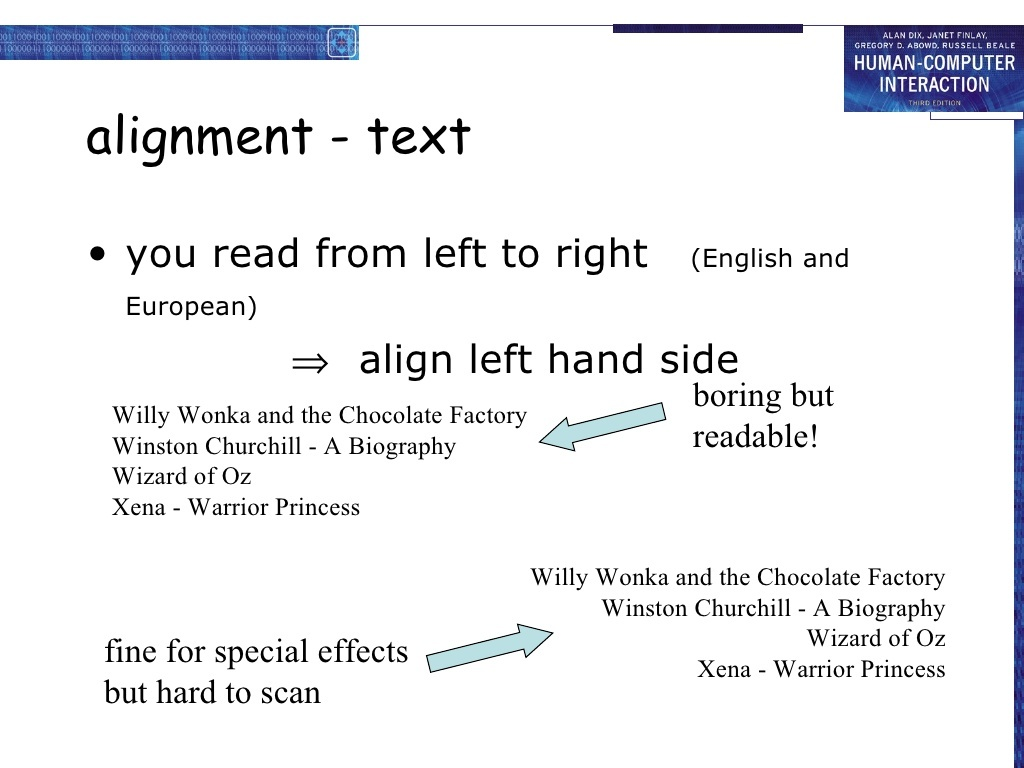 ALAN DIX, JANET FINLAY,
GREGORY D. ABOWD, RUSSELL BEALE
HUMAN-COMPUTER
INTERACTION
THIRD EDITION
alignment - text
• you read from left to right (English and
European)
⇒ align left hand side
boring but
readable!
Willy Wonka and the Chocolate Factory
Winston Churchill - A Biography
Wizard of Oz
Xena - Warrior Princess
Willy Wonka and the Chocolate Factory
Winston Churchill - A Biography
Wizard of Oz
Xena - Warrior Princess
fine for special effects
but hard to scan